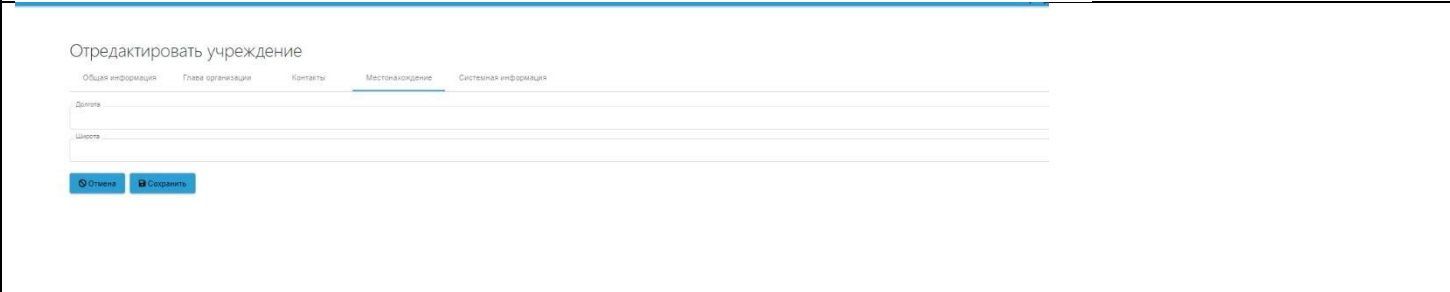 Отредактировать учреждение
Общая информация Глава организации Контакты Местонахождение Системная информация
Долгота
Широта
Отмена Сохранить